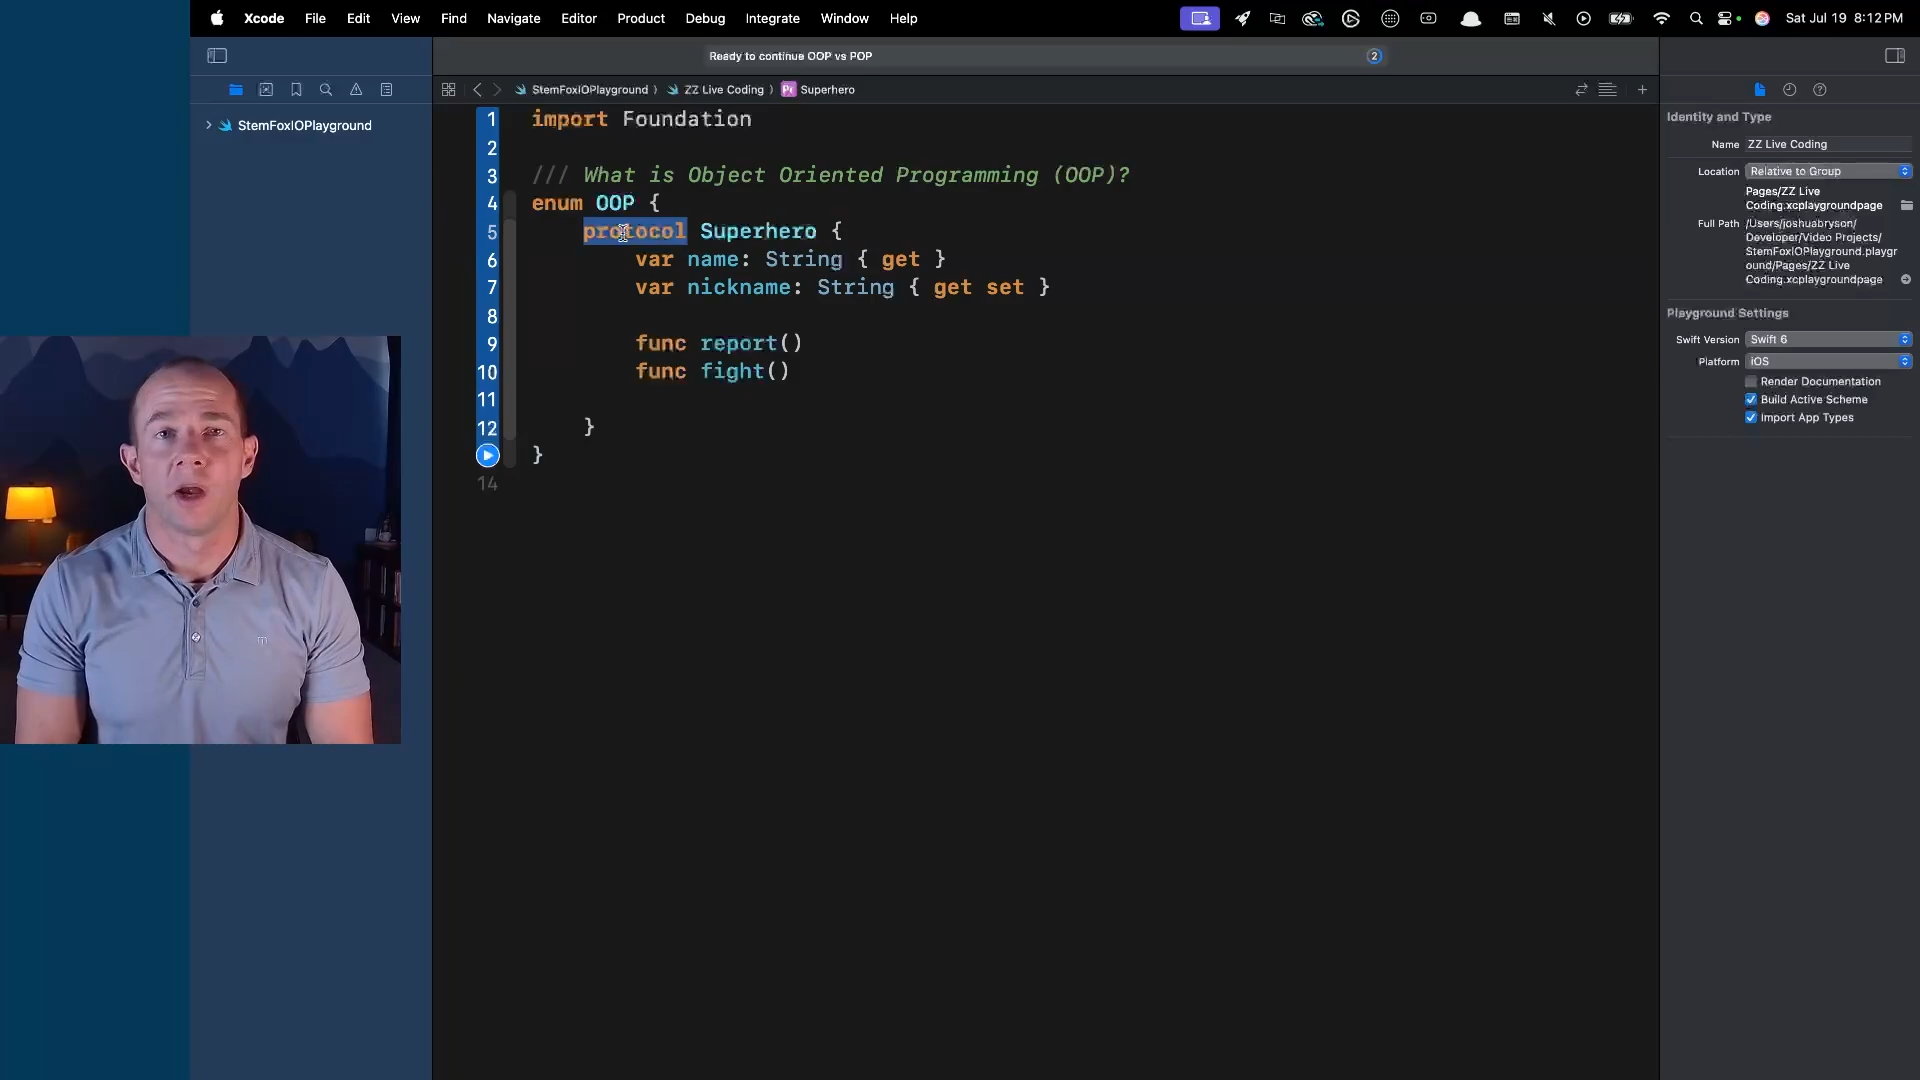 Xcode File Edit View Find Navigate Editor Product Debug Integrate Window Help
Sat Jul 19 8:12 PM
Ready to continue OOP vs POP
2
StemFoxIOPlayground
StemFoxIOPlayground ⟩ ZZ Live Coding ⟩ Pr Superhero
1 import Foundation
2
3 /// What is Object Oriented Programming (OOP)?
4 enum OOP {
5 protocol Superhero {
6 var name: String { get }
7 var nickname: String { get set }
8
9 func report()
10 func fight()
11
12 }
}
14
Identity and Type
Name ZZ Live Coding
Location Relative to Group
Pages/ZZ Live
Coding.xcplaygroundpage
Full Path /Users/joshuabryson/
Developer/Video Projects/
StemFoxIOPlayground.playgr
ound/Pages/ZZ Live
Coding.xcplaygroundpage
Playground Settings
Swift Version Swift 6
Platform iOS
Render Documentation
Build Active Scheme
Import App Types